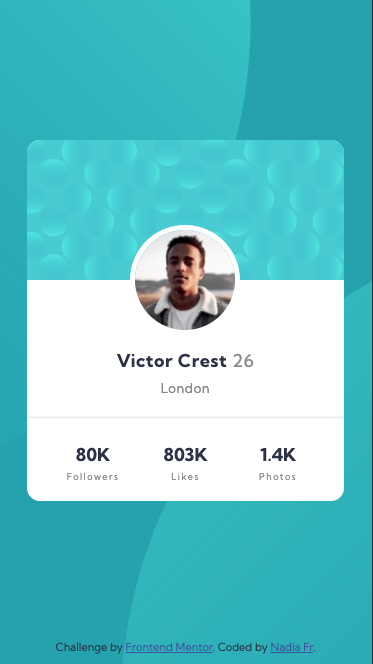 Victor Crest 26
London
80K 803K 1.4K
Followers Likes Photos
Challenge by Frontend Mentor. Coded by Nadia Fr.